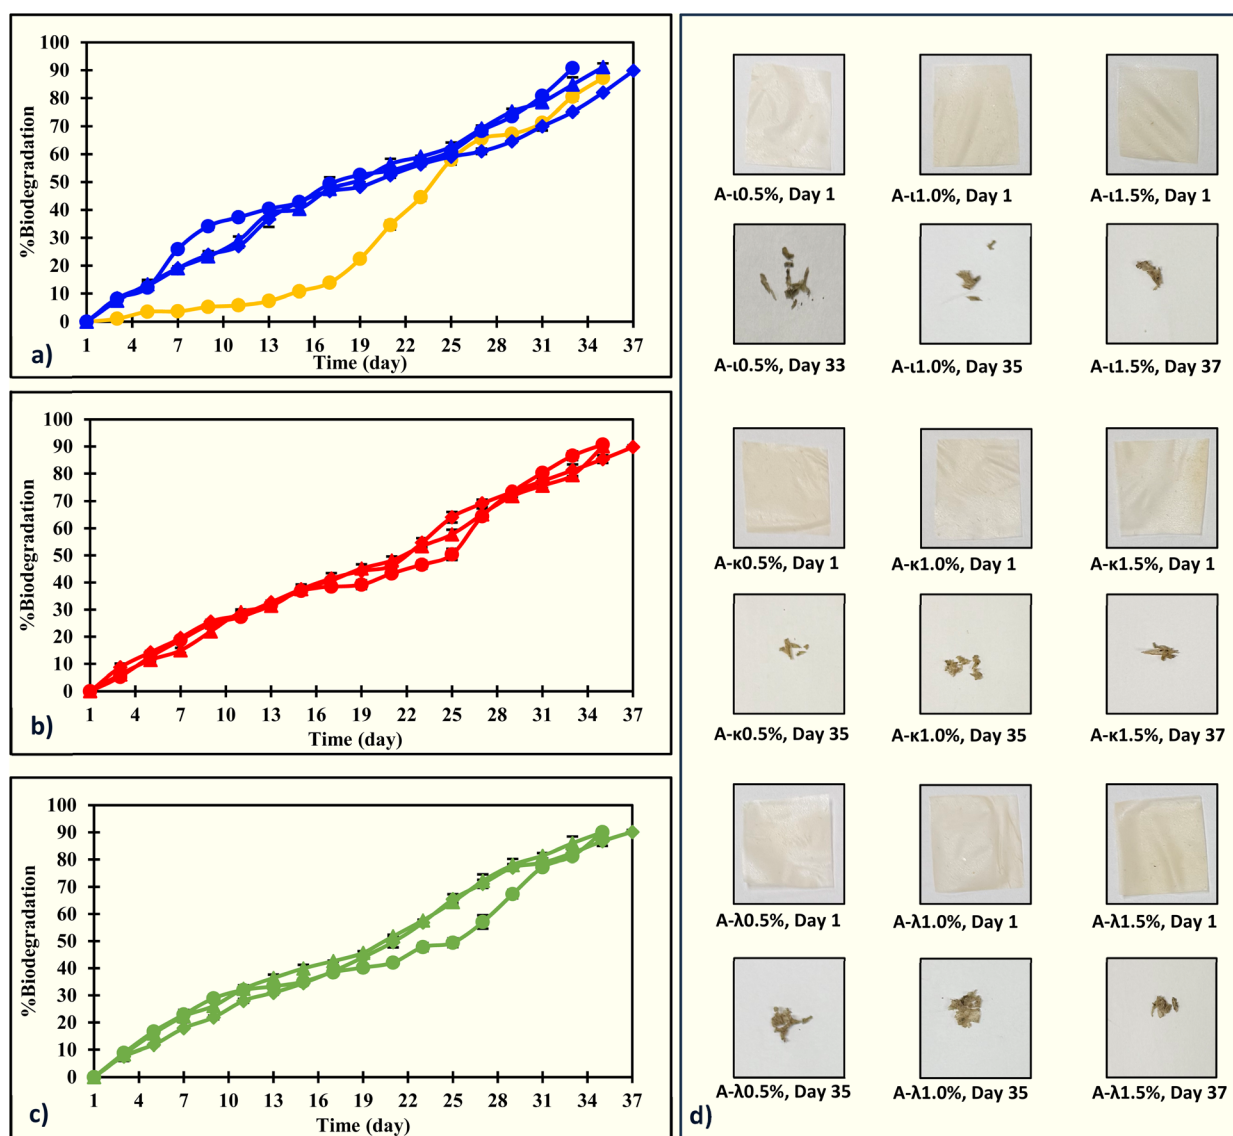 100
90
80
70
60
50
40
30
20
10
0
%Biodegradation
1 4 7 10 13 16 19 22 25 28 31 34 37
Time (day)
a)
100
90
80
70
60
50
40
30
20
10
0
%Biodegradation
1 4 7 10 13 16 19 22 25 28 31 34 37
Time (day)
b)
100
90
80
70
60
50
40
30
20
10
0
%Biodegradation
1 4 7 10 13 16 19 22 25 28 31 34 37
Time (day)
c)
A-ι0.5%, Day 1 A-ι1.0%, Day 1 A-ι1.5%, Day 1
A-ι0.5%, Day 33 A-ι1.0%, Day 35 A-ι1.5%, Day 37
A-κ0.5%, Day 1 A-κ1.0%, Day 1 A-κ1.5%, Day 1
A-κ0.5%, Day 35 A-κ1.0%, Day 35 A-κ1.5%, Day 37
A-λ0.5%, Day 1 A-λ1.0%, Day 1 A-λ1.5%, Day 1
A-λ0.5%, Day 35 A-λ1.0%, Day 35 A-λ1.5%, Day 37
d)